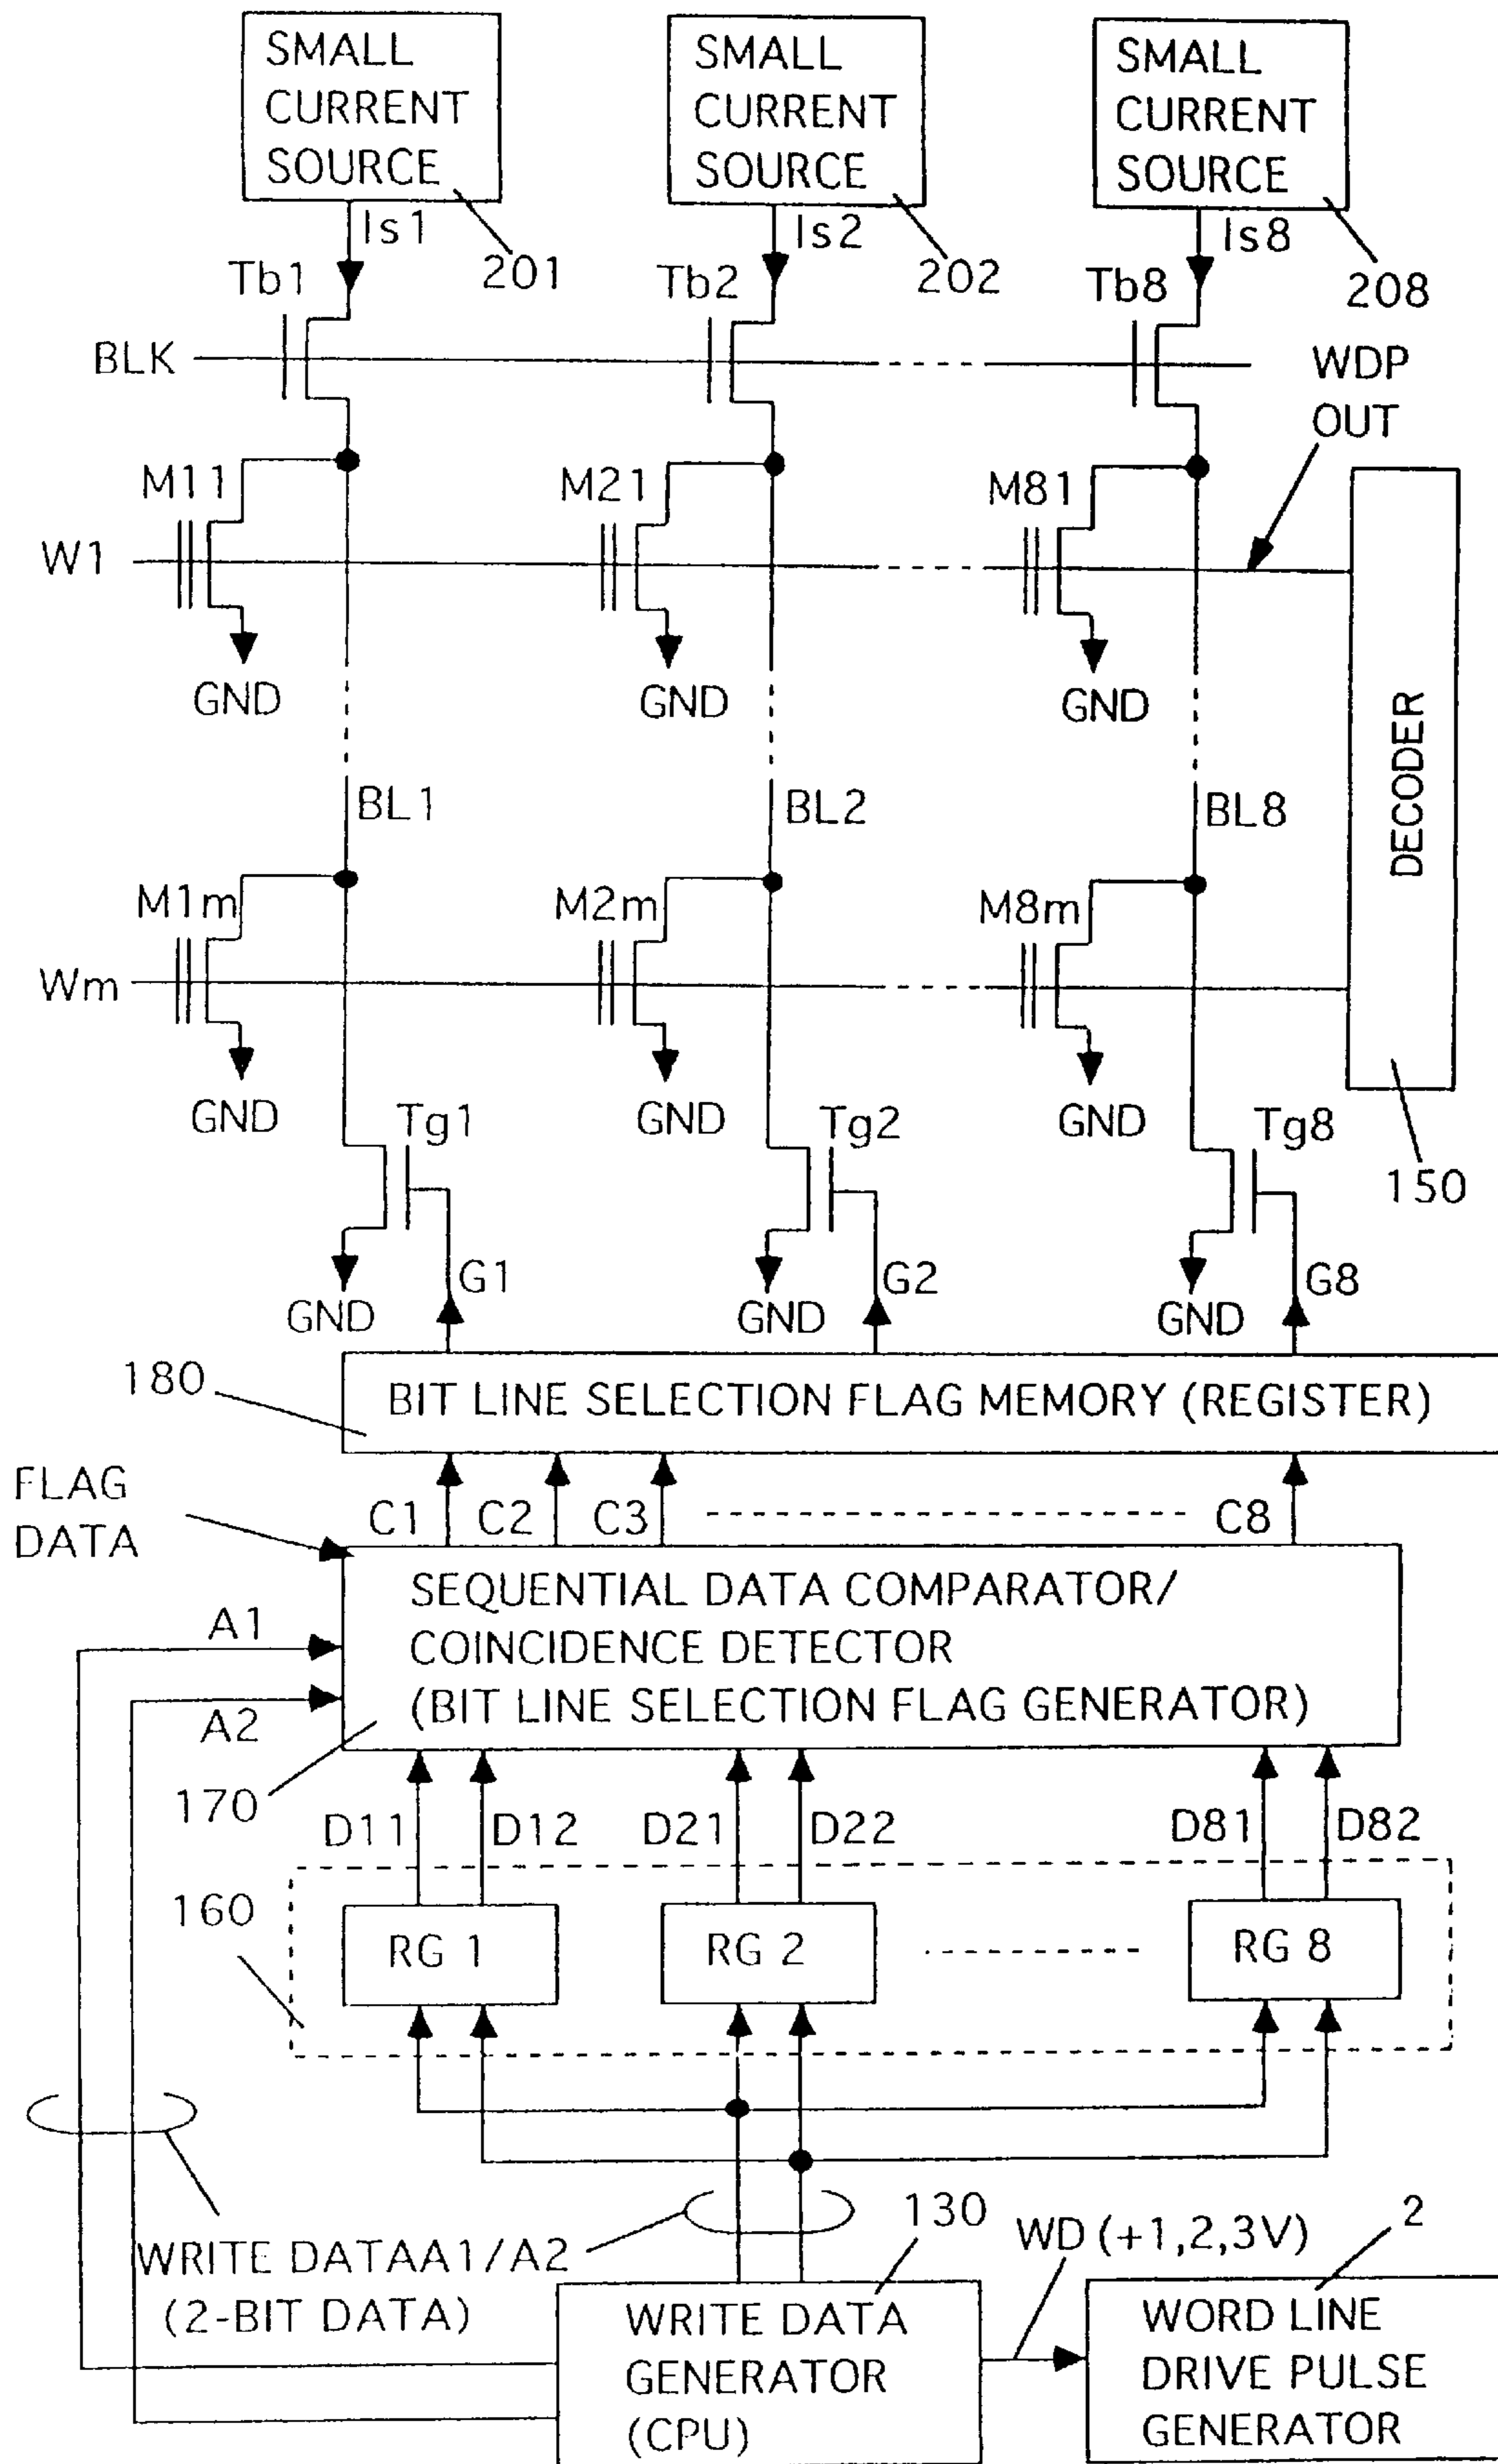 SMALL
CURRENT
SOURCE
SMALL
CURRENT
SOURCE
SMALL
CURRENT
SOURCE
Is1
201
Is2
202
Is8
208
Tb1
Tb2
Tb8
BLK
WDP
OUT
M11
M21
M81
W1
GND
GND
GND
DECODER
BL1
BL2
BL8
M1m
M2m
M8m
Wm
GND
GND
GND
Tg1
Tg2
Tg8
150
G1
G2
G8
GND
GND
GND
180
BIT LINE SELECTION FLAG MEMORY (REGISTER)
FLAG
DATA
C1
C2
C3
C8
SEQUENTIAL DATA COMPARATOR/
COINCIDENCE DETECTOR
(BIT LINE SELECTION FLAG GENERATOR)
A1
A2
170
D11
D12
D21
D22
D81
D82
160
RG 1
RG 2
RG 8
WRITE DATAA1/A2
(2-BIT DATA)
130
WD (+1,2,3V)
2
WRITE DATA
GENERATOR
(CPU)
WORD LINE
DRIVE PULSE
GENERATOR